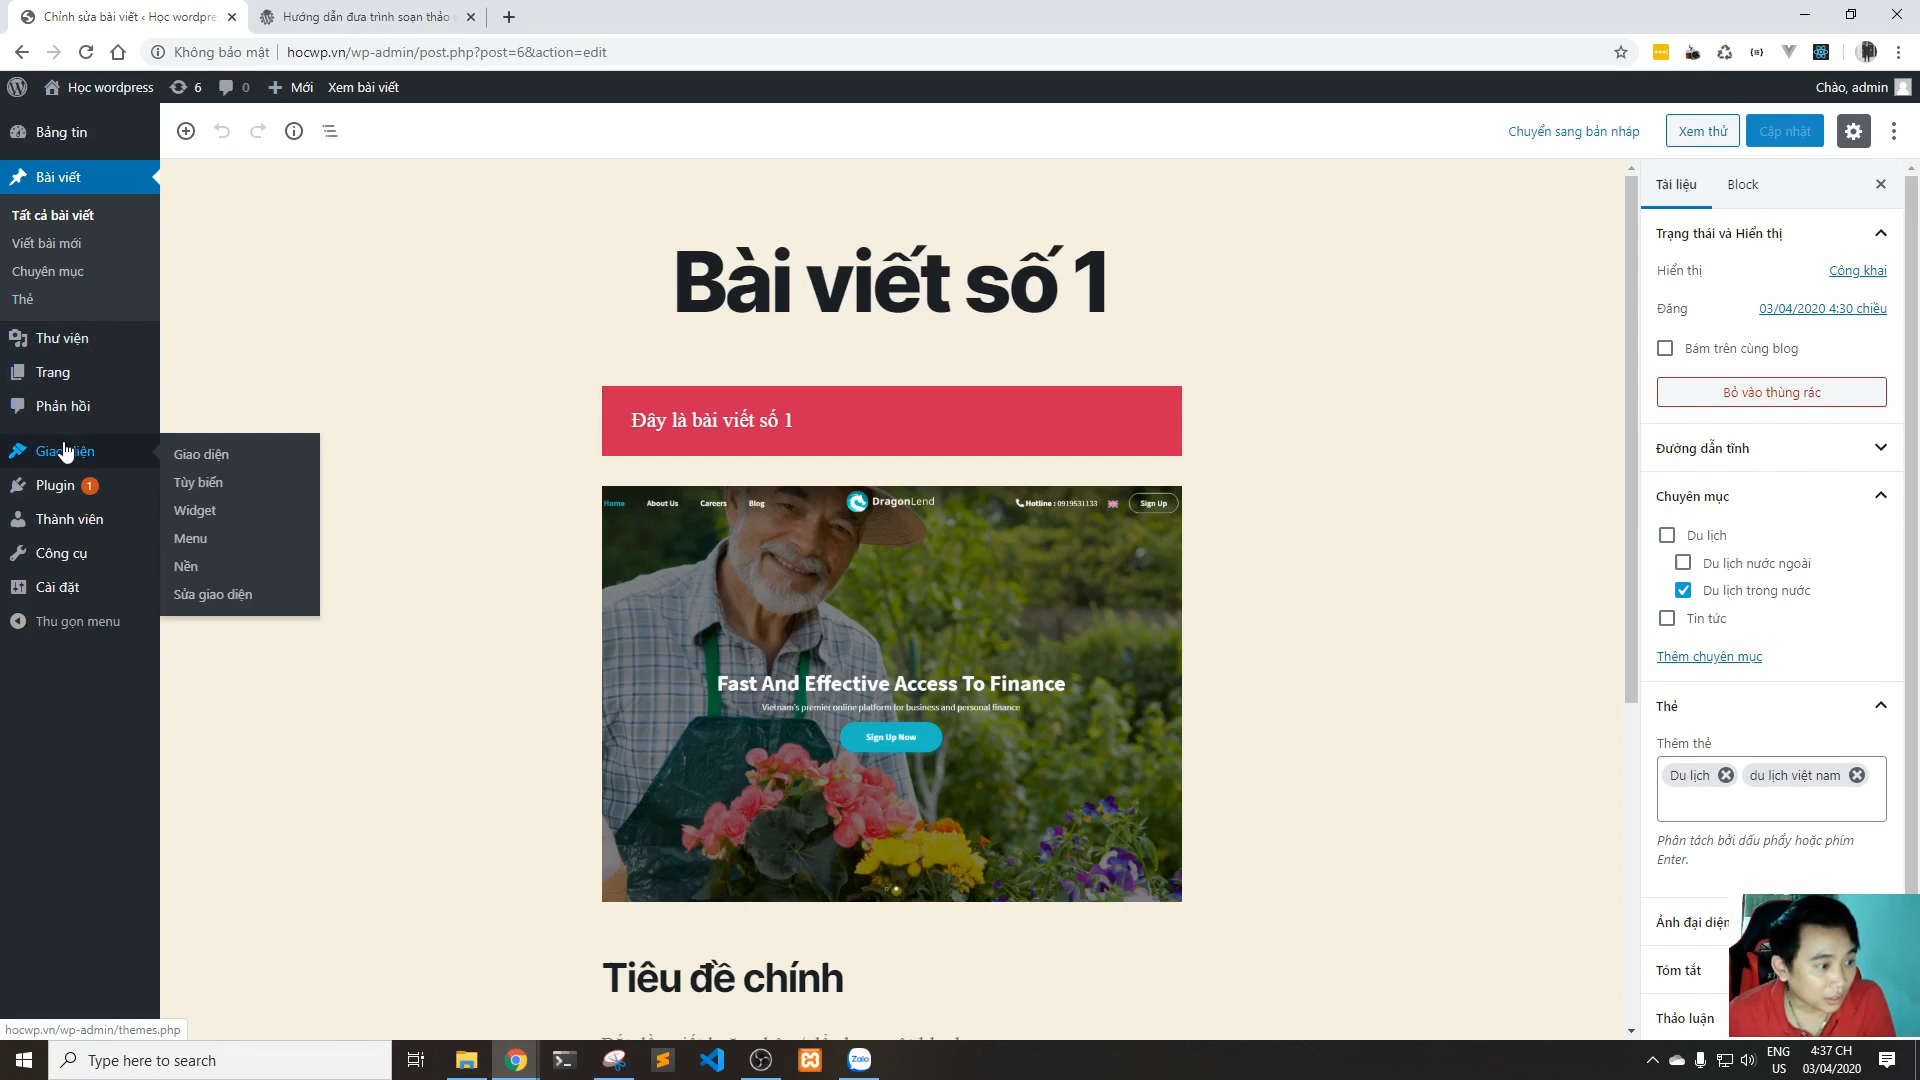 Chỉnh sửa bài viết ‹ Học wordpre
Hướng dẫn đưa trình soạn thảo
Không bảo mật
hocwp.vn/wp-admin/post.php?post=6&action=edit
Học wordpress
6
0
Mới
Xem bài viết
Chào, admin
Bảng tin
Bài viết
Tất cả bài viết
Viết bài mới
Chuyên mục
Thẻ
Thư viện
Trang
Phản hồi
Giao diện
Plugin 1
Thành viên
Công cụ
Cài đặt
Thu gọn menu
Giao diện
Tùy biến
Widget
Menu
Nền
Sửa giao diện
Chuyển sang bản nháp
Xem thử
Cập nhật
Bài viết số 1
Đây là bài viết số 1
Home
About Us
Careers
Blog
DragonLend
Hotline : 0919531133
Sign Up
Fast And Effective Access To Finance
Vietnam's premier online platform for business and personal finance
Sign Up Now
Tiêu đề chính
Tài liệu
Block
Trạng thái và Hiển thị
Hiển thị
Công khai
Đăng
03/04/2020 4:30 chiều
Bám trên cùng blog
Bỏ vào thùng rác
Đường dẫn tĩnh
Chuyên mục
Du lịch
Du lịch nước ngoài
Du lịch trong nước
Tin tức
Thêm chuyên mục
Thẻ
Thêm thẻ
Du lịch
du lịch việt nam
Phân tách bởi dấu phẩy hoặc phím
Enter.
Ảnh đại diện
Tóm tắt
Thảo luận
hocwp.vn/wp-admin/themes.php
Type here to search
Zalo
ENG
US
4:37 CH
03/04/2020